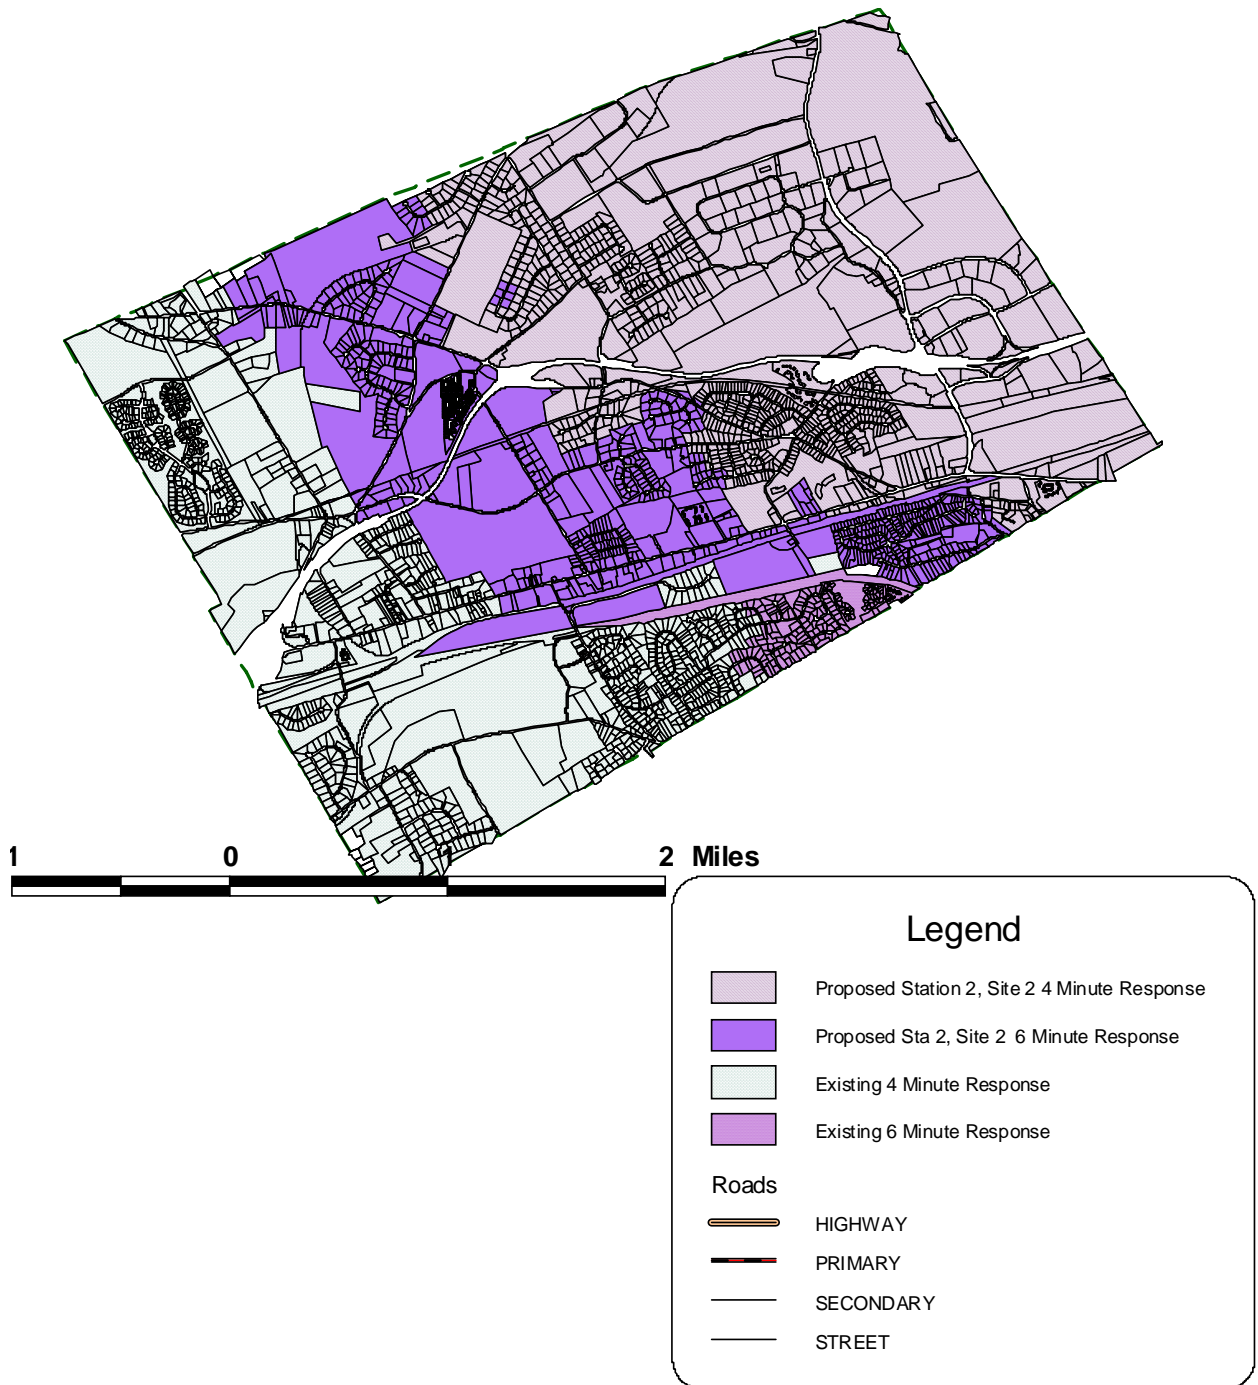 1 0 1 2 Miles
Legend
Proposed Station 2, Site 2 4 Minute Response
Proposed Sta 2, Site 2 6 Minute Response
Existing 4 Minute Response
Existing 6 Minute Response
Roads
HIGHWAY
PRIMARY
SECONDARY
STREET